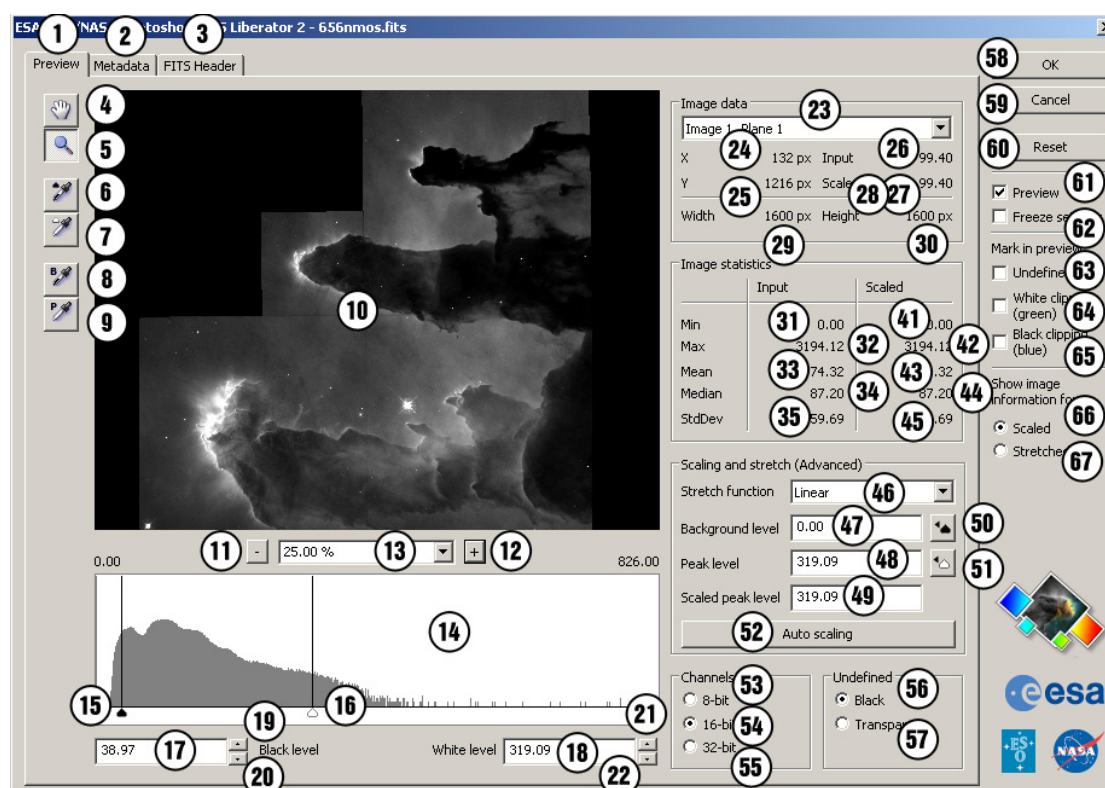 ESA /NA 2 - 656nmos.fits Liberator
1 2 3
Preview Metadata FITS Header
4
5
6
7
B 8
P 9
10
11 - 25.00 % 13 + 12
0.00 826.00
14
15 16
38.97 17 19 Black level 20
White level 319.09 18 21 22
Image data 23
Image 1 Plane 1
X 24 132 px Input 26 99.40
Y 25 1216 px 28 27 99.40
Width 1600 px Height 1600 px
29 30
Image statistics
Input Scaled
Min 31 0.00 41 0.00
Max 3194.12 32 3194.12 42
Mean 33 74.32 43 .32
Median 87.20 34 87.20 44
StdDev 35 59.69 45 .69
Scaling and stretch (Advanced)
Stretch function Linear 46
Background level 0.00 47 50
Peak level 319.09 48 51
Scaled peak level 319.09 49
52 Auto scaling
Channels 53
8-bit
16-bi 54
32-bit
55
Undefined 56
Black
Transpa 57
58 OK
59 Cancel
60 Reset
61
Preview
Freeze se
62
Mark in preview
Undefine 63
White clip
(green) 64
Black clipping
(blue) 65
Show image
information fo
66
Scaled
Stretche 67
esa
ES
O
NASA